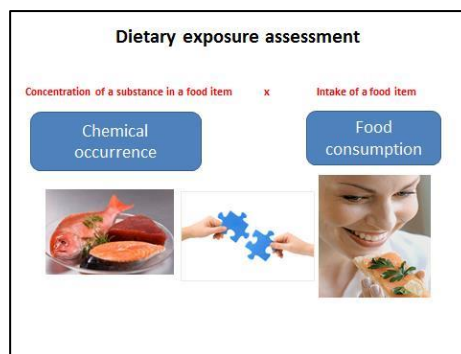 Dietary exposure assessment
Concentration of a substance in a food item x Intake of a food item
Chemical
occurrence
Food
consumption